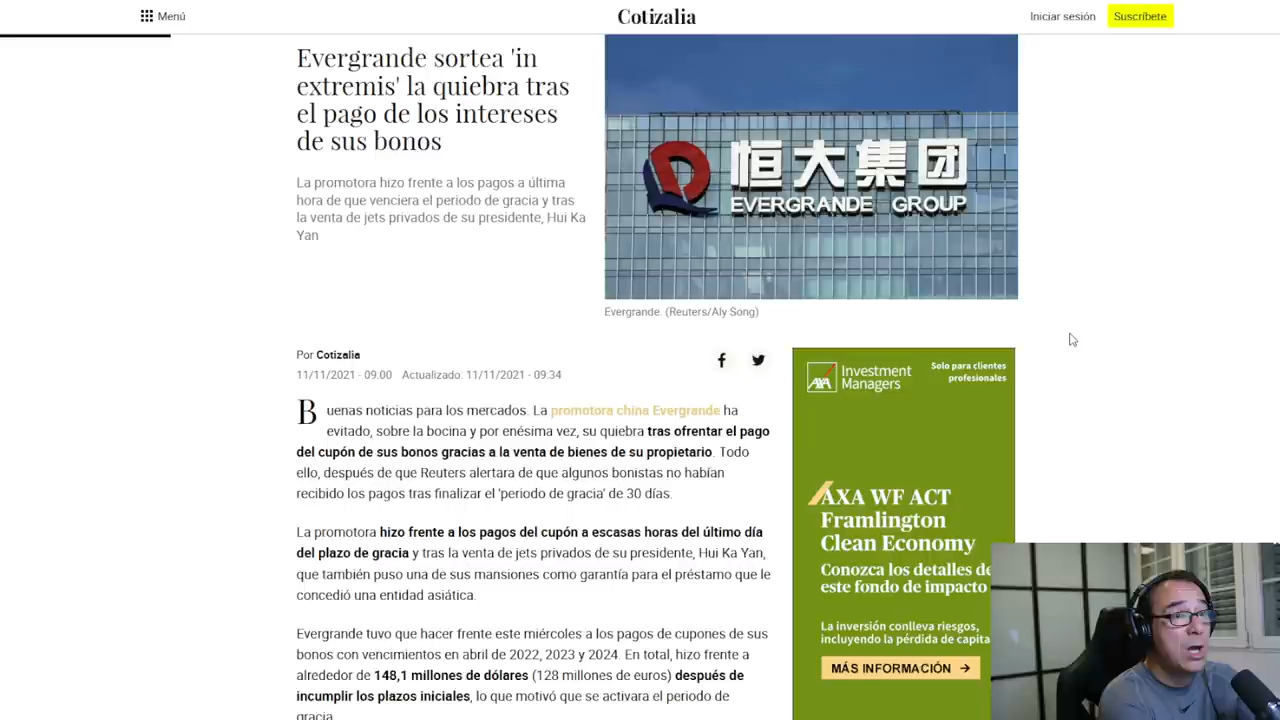 Menú
Cotizalia
Iniciar sesión
Suscríbete
Evergrande sortea 'in
extremis' la quiebra tras
el pago de los intereses
de sus bonos
La promotora hizo frente a los pagos a última
hora de que venciera el periodo de gracia y tras
la venta de jets privados de su presidente, Hui Ka
Yan
恒大集团
EVERGRANDE GROUP
Evergrande. (Reuters/Aly Song)
Por Cotizalia
11/11/2021 - 09:00 Actualizado: 11/11/2021 - 09:34
Buenas noticias para los mercados. La promotora china Evergrande ha
evitado, sobre la bocina y por enésima vez, su quiebra tras ofrentar el pago
del cupón de sus bonos gracias a la venta de bienes de su propietario. Todo
ello, después de que Reuters alertara de que algunos bonistas no habían
recibido los pagos tras finalizar el 'periodo de gracia' de 30 días.
La promotora hizo frente a los pagos del cupón a escasas horas del último día
del plazo de gracia y tras la venta de jets privados de su presidente, Hui Ka Yan,
que también puso una de sus mansiones como garantía para el préstamo que le
concedió una entidad asiática.
Evergrande tuvo que hacer frente este miércoles a los pagos de cupones de sus
bonos con vencimientos en abril de 2022, 2023 y 2024. En total, hizo frente a
alrededor de 148,1 millones de dólares (128 millones de euros) después de
incumplir los plazos iniciales, lo que motivó que se activara el periodo de
gracia.
AXA
Investment
Managers
Solo para clientes
profesionales
AXA WF ACT
Framlington
Clean Economy
Conozca los detalles de
este fondo de impacto
La inversión conlleva riesgos,
incluyendo la pérdida de capita
MÁS INFORMACIÓN →